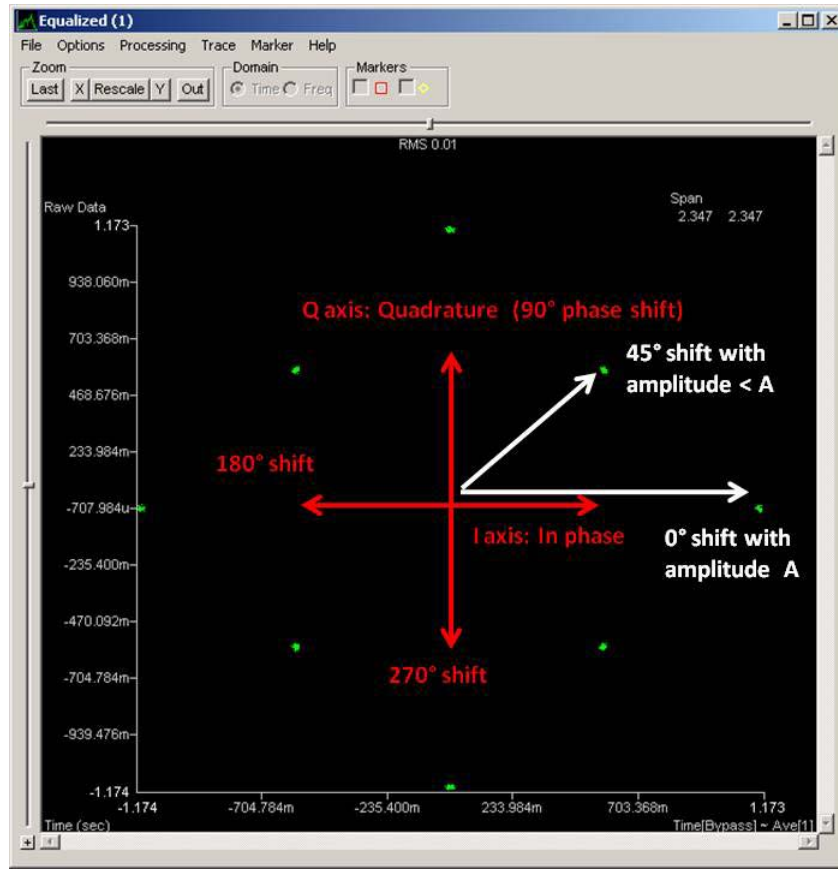 Equalized (1)
File Options Processing Trace Marker Help
Zoom
Last X Rescale Y Out
Domain
Time Freq
Markers
RMS 0.01
Raw Data
Span
2.347 2.347
1.173
938.060m
703.368m
468.676m
233.984m
-707.984u
-235.400m
-470.092m
-704.784m
-939.476m
-1.174
Q axis: Quadrature (90° phase shift)
45° shift with
amplitude < A
180° shift
I axis: In phase
0° shift with
amplitude A
270° shift
-1.174 -704.784m -235.400m 233.984m 703.368m 1.173
Time (sec)
Time[Bypass] ~ Ave[1]